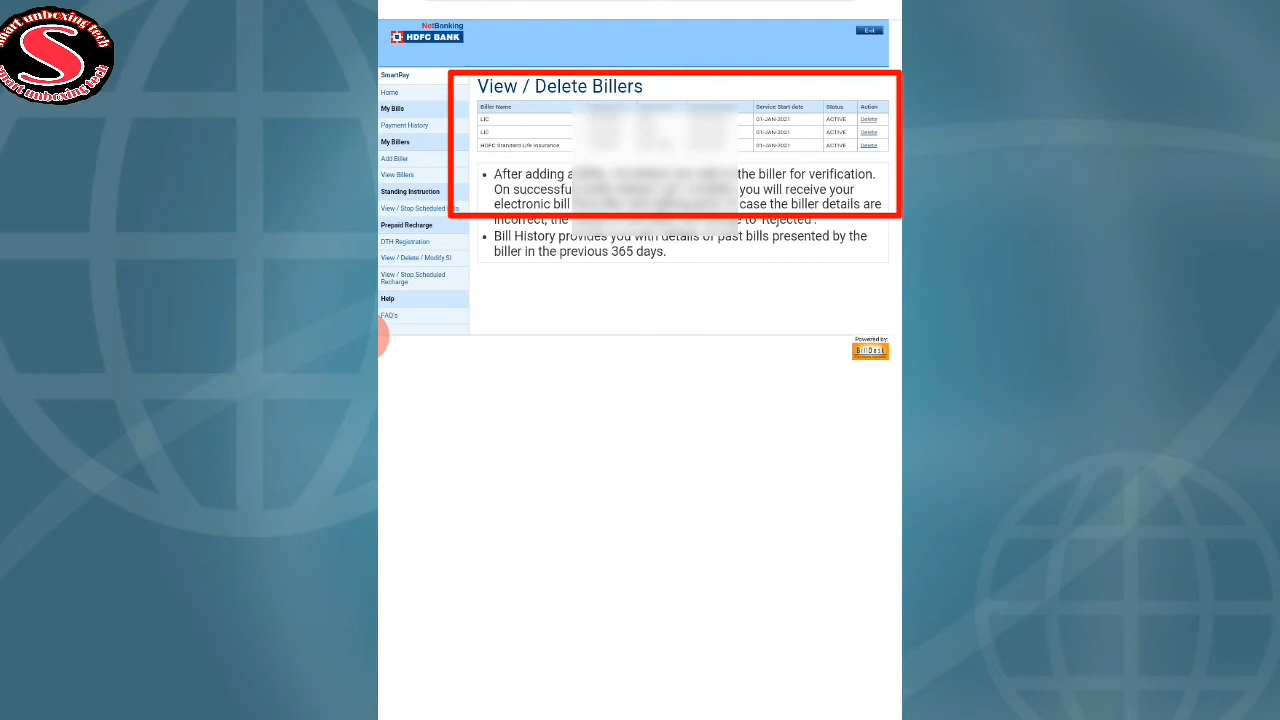 smart unboxing tech
S
smart unboxing tech
NetBanking
HDFC BANK
Exit
SmartPay
Home
My Bills
Payment History
My Billers
Add Biller
View Billers
Standing Instruction
View / Stop Scheduled
Prepaid Recharge
DTH Registration
View / Delete / Modify SI
View / Stop Scheduled
Recharge
Help
FAQ's
View / Delete Billers
Biller Name Service Start date Status Action
LIC 01-JAN-2021 ACTIVE Delete
LIC 01-JAN-2021 ACTIVE Delete
HDFC Standard Life Insurance 01-JAN-2021 ACTIVE Delete
After adding the biller for verification.
On you will receive your
electronic bill case the biller details are
incorrect, the to 'Rejected'.
Bill History provides you with details of past bills presented by the
biller in the previous 365 days.
Powered by:
BillDesk